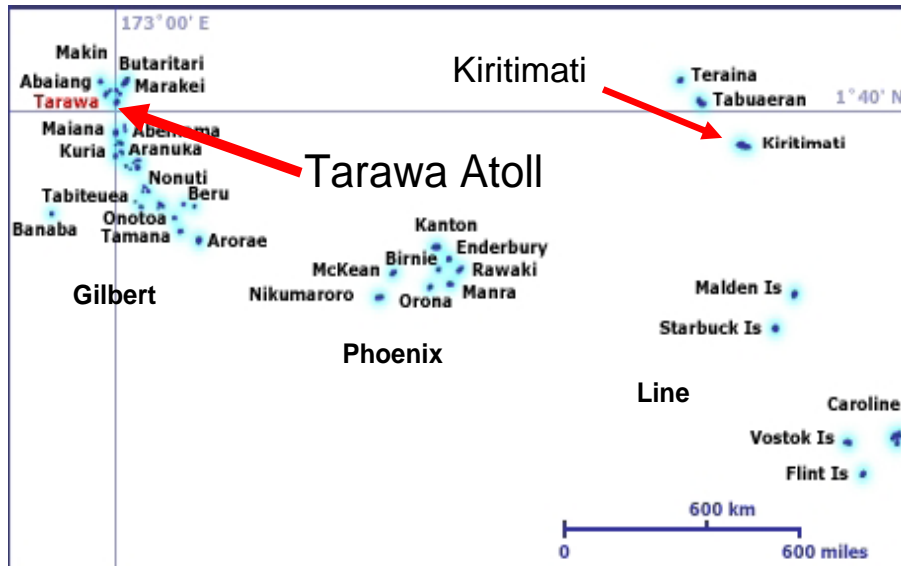 173°00' E
Makin
Butaritari
Abaiang
Marakei
Tarawa
Kiritimati
Teraina
Tabuaeran
1°40' N
Maiana
Abemama
Kuria
Aranuka
Kiritimati
Tarawa Atoll
Nonuti
Tabiteuea
Beru
Banaba
Onotoa
Tamana
Arorae
Kanton
Enderbury
Birnie
McKean
Rawaki
Nikumaroro
Orona
Manra
Gilbert
Malden Is
Starbuck Is
Phoenix
Line
Caroline
Vostok Is
Flint Is
600 km
0
600 miles